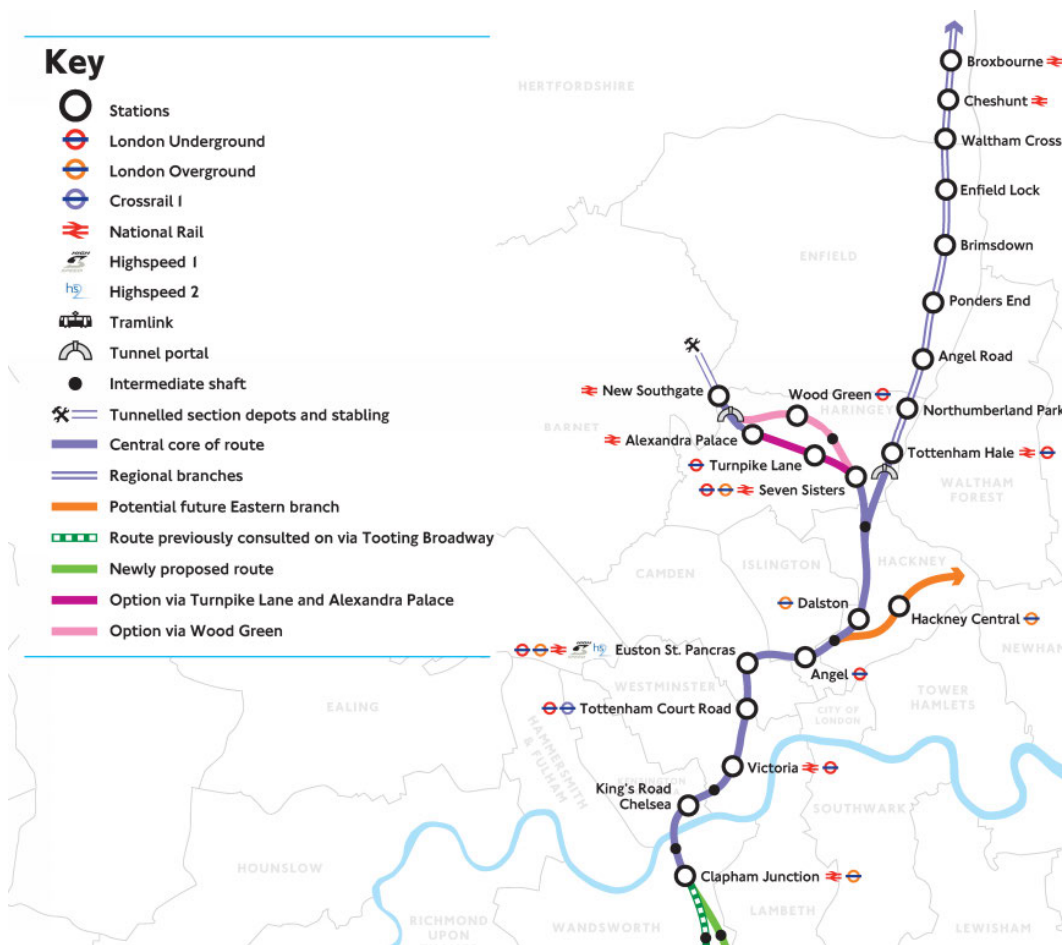 Key
Stations
London Underground
London Overground
Crossrail 1
National Rail
Highspeed 1
Highspeed 2
Tramlink
Tunnel portal
Intermediate shaft
Tunnelled section depots and stabling
Central core of route
Regional branches
Potential future Eastern branch
Route previously consulted on via Tooting Broadway
Newly proposed route
Option via Turnpike Lane and Alexandra Palace
Option via Wood Green
HERTFORDSHIRE
Broxbourne
Cheshunt
Waltham Cross
Enfield Lock
ENFIELD
Brimsdown
Ponders End
Angel Road
New Southgate
Wood Green
HARINGEY
Northumberland Park
BARNET
Alexandra Palace
Tottenham Hale
Turnpike Lane
Seven Sisters
WALTHAM
FOREST
CAMDEN
ISLINGTON
HACKNEY
Dalston
Hackney Central
hs2
Euston St. Pancras
Angel
NEWHAM
WESTMINSTER
EALING
Tottenham Court Road
CITY OF
LONDON
TOWER
HAMLETS
HAMMERSMITH
& FULHAM
Victoria
KENSINGTON
King's Road
Chelsea
SOUTHWARK
HOUNSLOW
Clapham Junction
LAMBETH
RICHMOND
UPON
WANDSWORTH
LEWISHAM